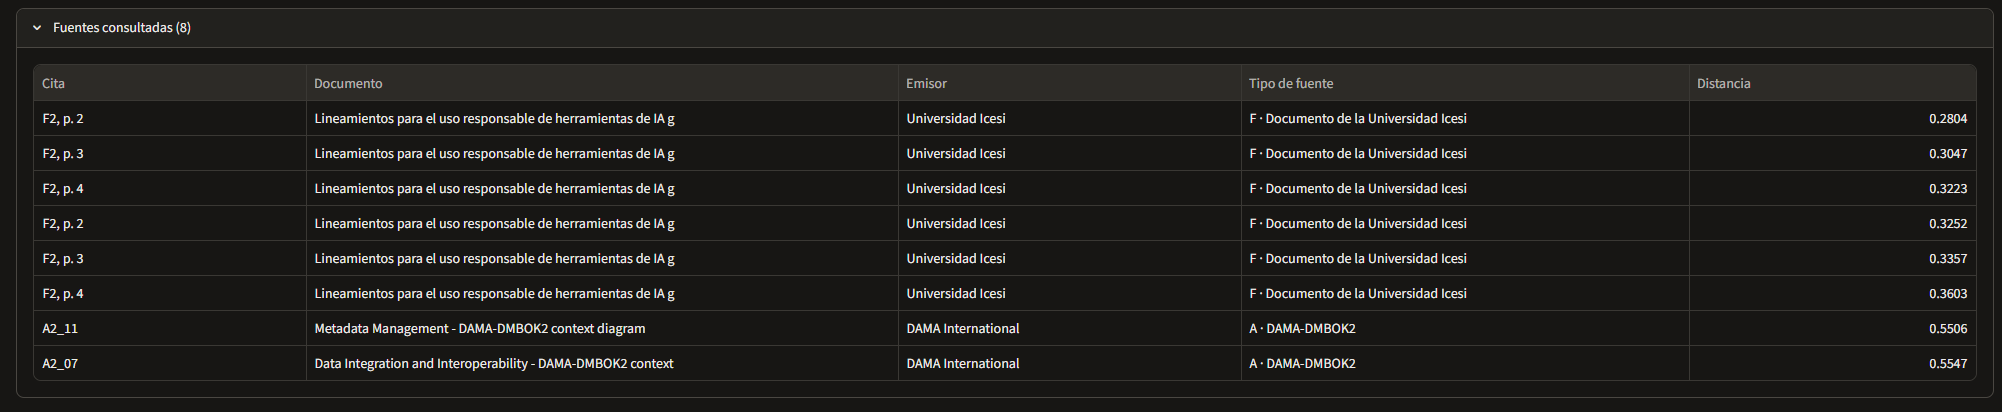 Fuentes consultadas (8)
Cita Documento Emisor Tipo de fuente Distancia
F2, p. 2 Lineamientos para el uso responsable de herramientas de IA g Universidad Icesi F · Documento de la Universidad Icesi 0.2804
F2, p. 3 Lineamientos para el uso responsable de herramientas de IA g Universidad Icesi F · Documento de la Universidad Icesi 0.3047
F2, p. 4 Lineamientos para el uso responsable de herramientas de IA g Universidad Icesi F · Documento de la Universidad Icesi 0.3223
F2, p. 2 Lineamientos para el uso responsable de herramientas de IA g Universidad Icesi F · Documento de la Universidad Icesi 0.3252
F2, p. 3 Lineamientos para el uso responsable de herramientas de IA g Universidad Icesi F · Documento de la Universidad Icesi 0.3357
F2, p. 4 Lineamientos para el uso responsable de herramientas de IA g Universidad Icesi F · Documento de la Universidad Icesi 0.3603
A2_11 Metadata Management - DAMA-DMBOK2 context diagram DAMA International A · DAMA-DMBOK2 0.5506
A2_07 Data Integration and Interoperability - DAMA-DMBOK2 context DAMA International A · DAMA-DMBOK2 0.5547